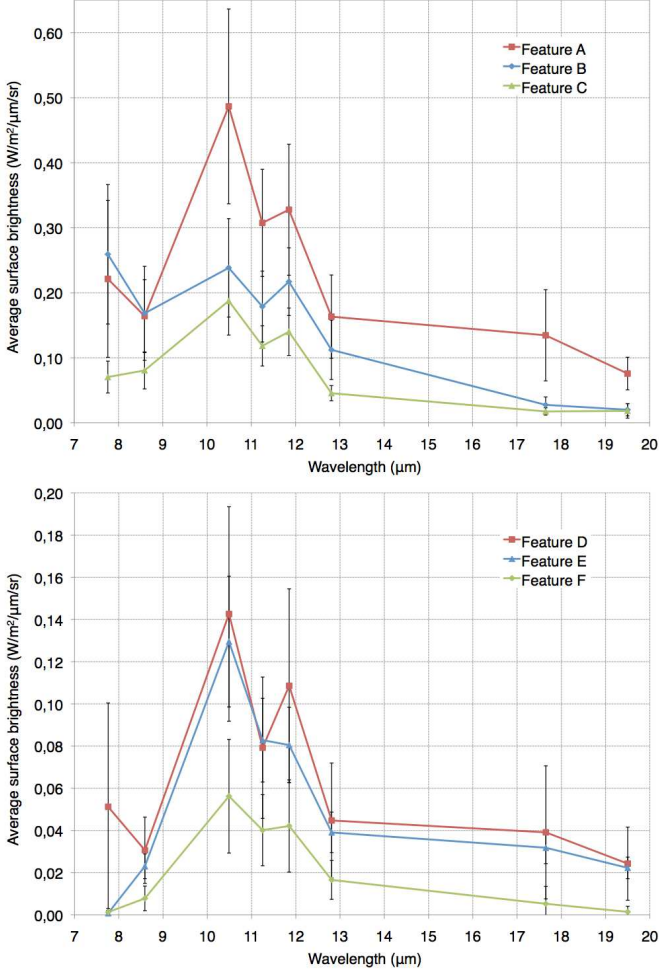 0,60
0,50
0,40
0,30
0,20
0,10
0,00
Average surface brightness (W/m²/μm/sr)
Feature A
Feature B
Feature C
7 8 9 10 11 12 13 14 15 16 17 18 19 20
Wavelength (μm)
0,20
0,18
0,16
0,14
0,12
0,10
0,08
0,06
0,04
0,02
0,00
Average surface brightness (W/m²/μm/sr)
Feature D
Feature E
Feature F
7 8 9 10 11 12 13 14 15 16 17 18 19 20
Wavelength (μm)